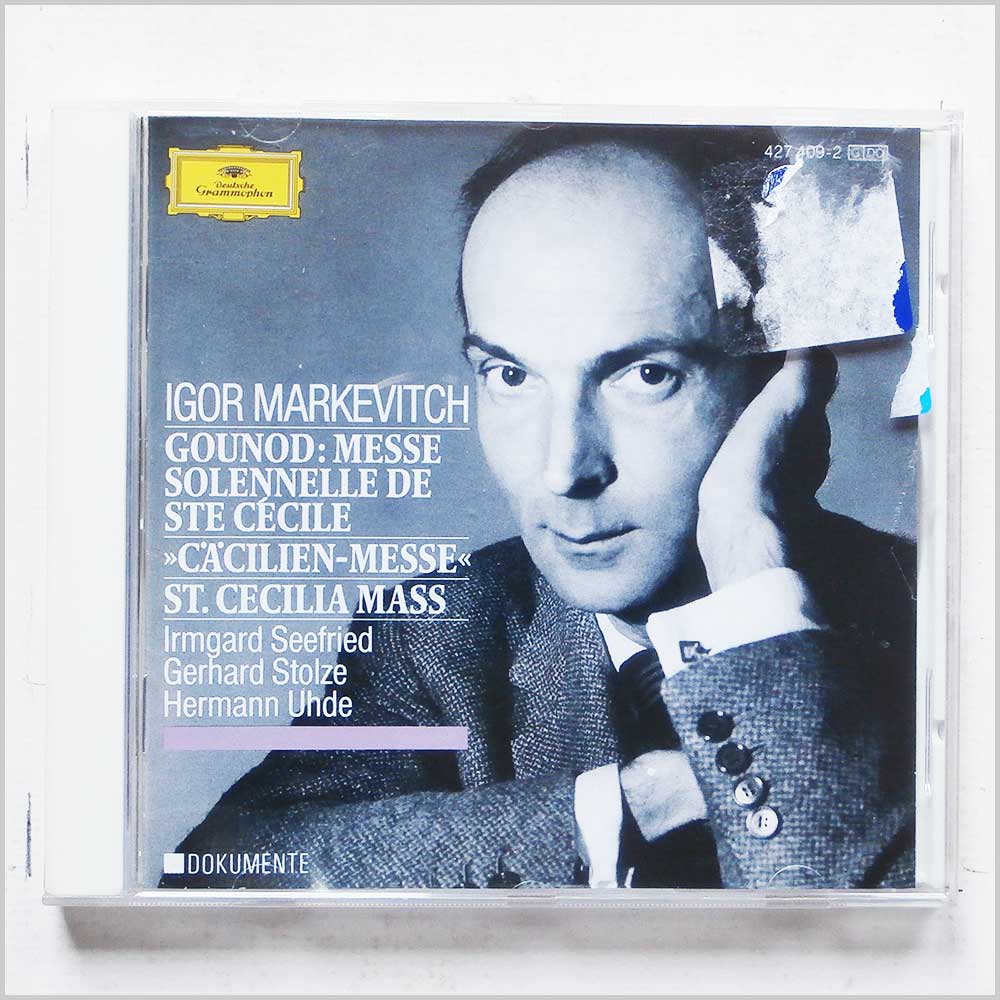 Deutsche
Grammophon
427 409-2 GDO
IGOR MARKEVITCH
GOUNOD: MESSE
SOLENNELLE DE
STE CÉCILE
»CÄCILIEN-MESSE«
ST. CECILIA MASS
Irmgard Seefried
Gerhard Stolze
Hermann Uhde
DOKUMENTE